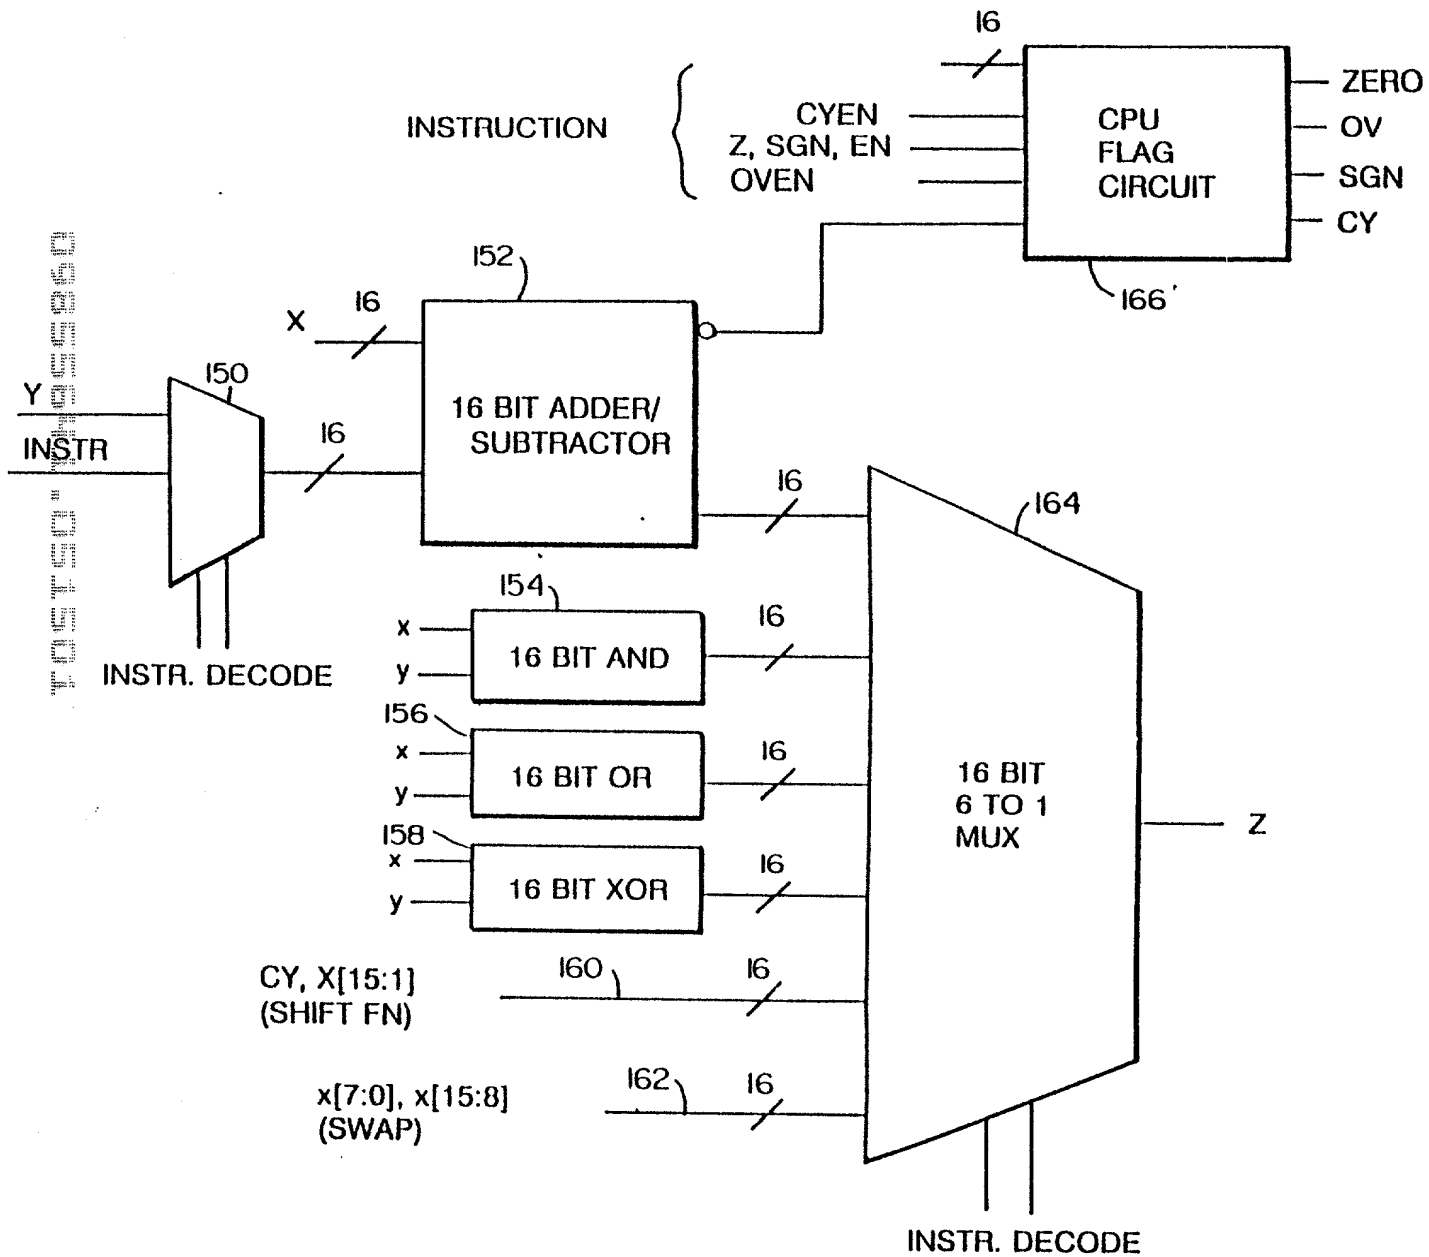 16
INSTRUCTION
CYEN
Z, SGN, EN
OVEN
CPU
FLAG
CIRCUIT
ZERO
OV
SGN
CY
166
152
X
16
16 BIT ADDER/
SUBTRACTOR
150
Y
INSTR
16
INSTR. DECODE
16
164
154
x
y
16 BIT AND
16
156
x
y
16 BIT OR
16
158
x
y
16 BIT XOR
16
16 BIT
6 TO 1
MUX
Z
CY, X[15:1]
(SHIFT FN)
160
16
x[7:0], x[15:8]
(SWAP)
162
16
INSTR. DECODE